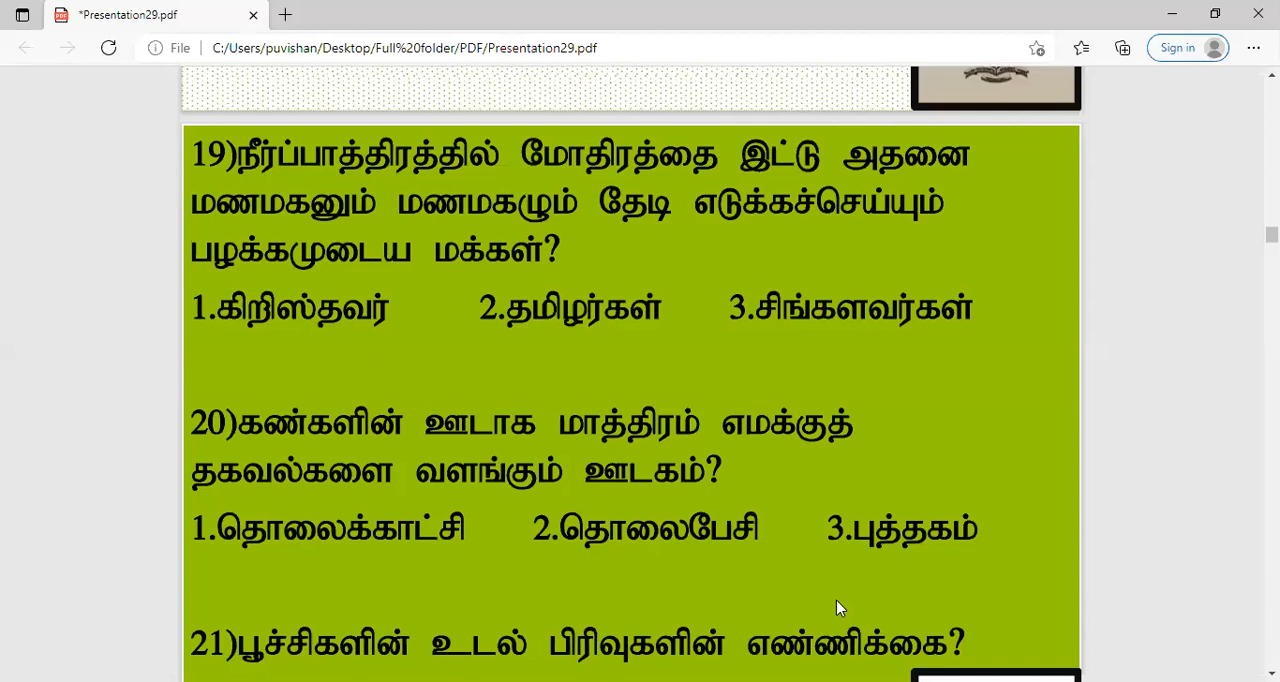 *Presentation29.pdf
File C:/Users/puvishan/Desktop/Full%20folder/PDF/Presentation29.pdf Sign in
19)நீர்ப்பாத்திரத்தில் மோதிரத்தை இட்டு அதனை
மணமகனும் மணமகழும் தேடி எடுக்கச்செய்யும்
பழக்கமுடைய மக்கள்?
1.கிறிஸ்தவர் 2.தமிழர்கள் 3.சிங்களவர்கள்
20)கண்களின் ஊடாக மாத்திரம் எமக்குத்
தகவல்களை வளங்கும் ஊடகம்?
1.தொலைக்காட்சி 2.தொலைபேசி 3.புத்தகம்
21)பூச்சிகளின் உடல் பிரிவுகளின் எண்ணிக்கை?